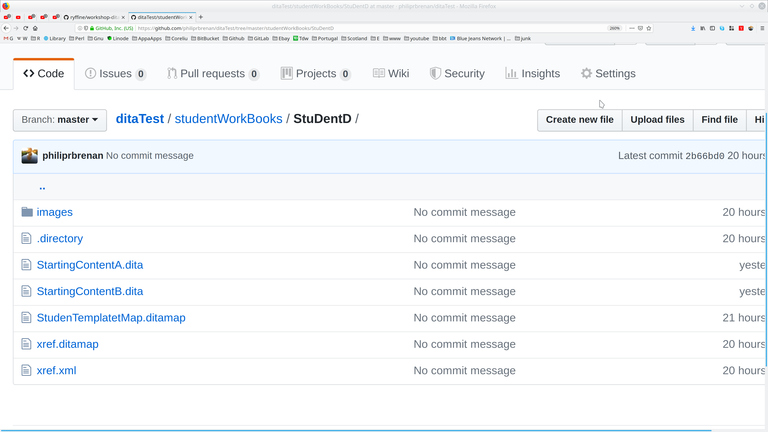 ditaTest/studentWorkBooks/StuDentD at master · philiprbrenan/ditaTest - Mozilla Firefox
ryffine/workshop-di
ditaTest/studentWo
GitHub, Inc. (US) https://github.com/philiprbrenan/ditaTest/tree/master/studentWorkBooks/StuDentD 200%
Library Perl Gnu Linode AppaApps Coreliu BitBucket Github GitLab Ebay Tdw Portugal Scotland E www youtube bbt Blue Jeans Network | ... Junk
Code Issues 0 Pull requests 0 Projects 0 Wiki Security Insights Settings
Branch: master ditaTest / studentWorkBooks / StuDentD / Create new file Upload files Find file Hi
philiprbrenan No commit message Latest commit 2b66bd0 20 hours
..
images No commit message 20 hours
.directory No commit message 20 hours
StartingContentA.dita No commit message yeste
StartingContentB.dita No commit message yeste
StudenTemplatetMap.ditamap No commit message 21 hours
xref.ditamap No commit message 20 hours
xref.xml No commit message 20 hours